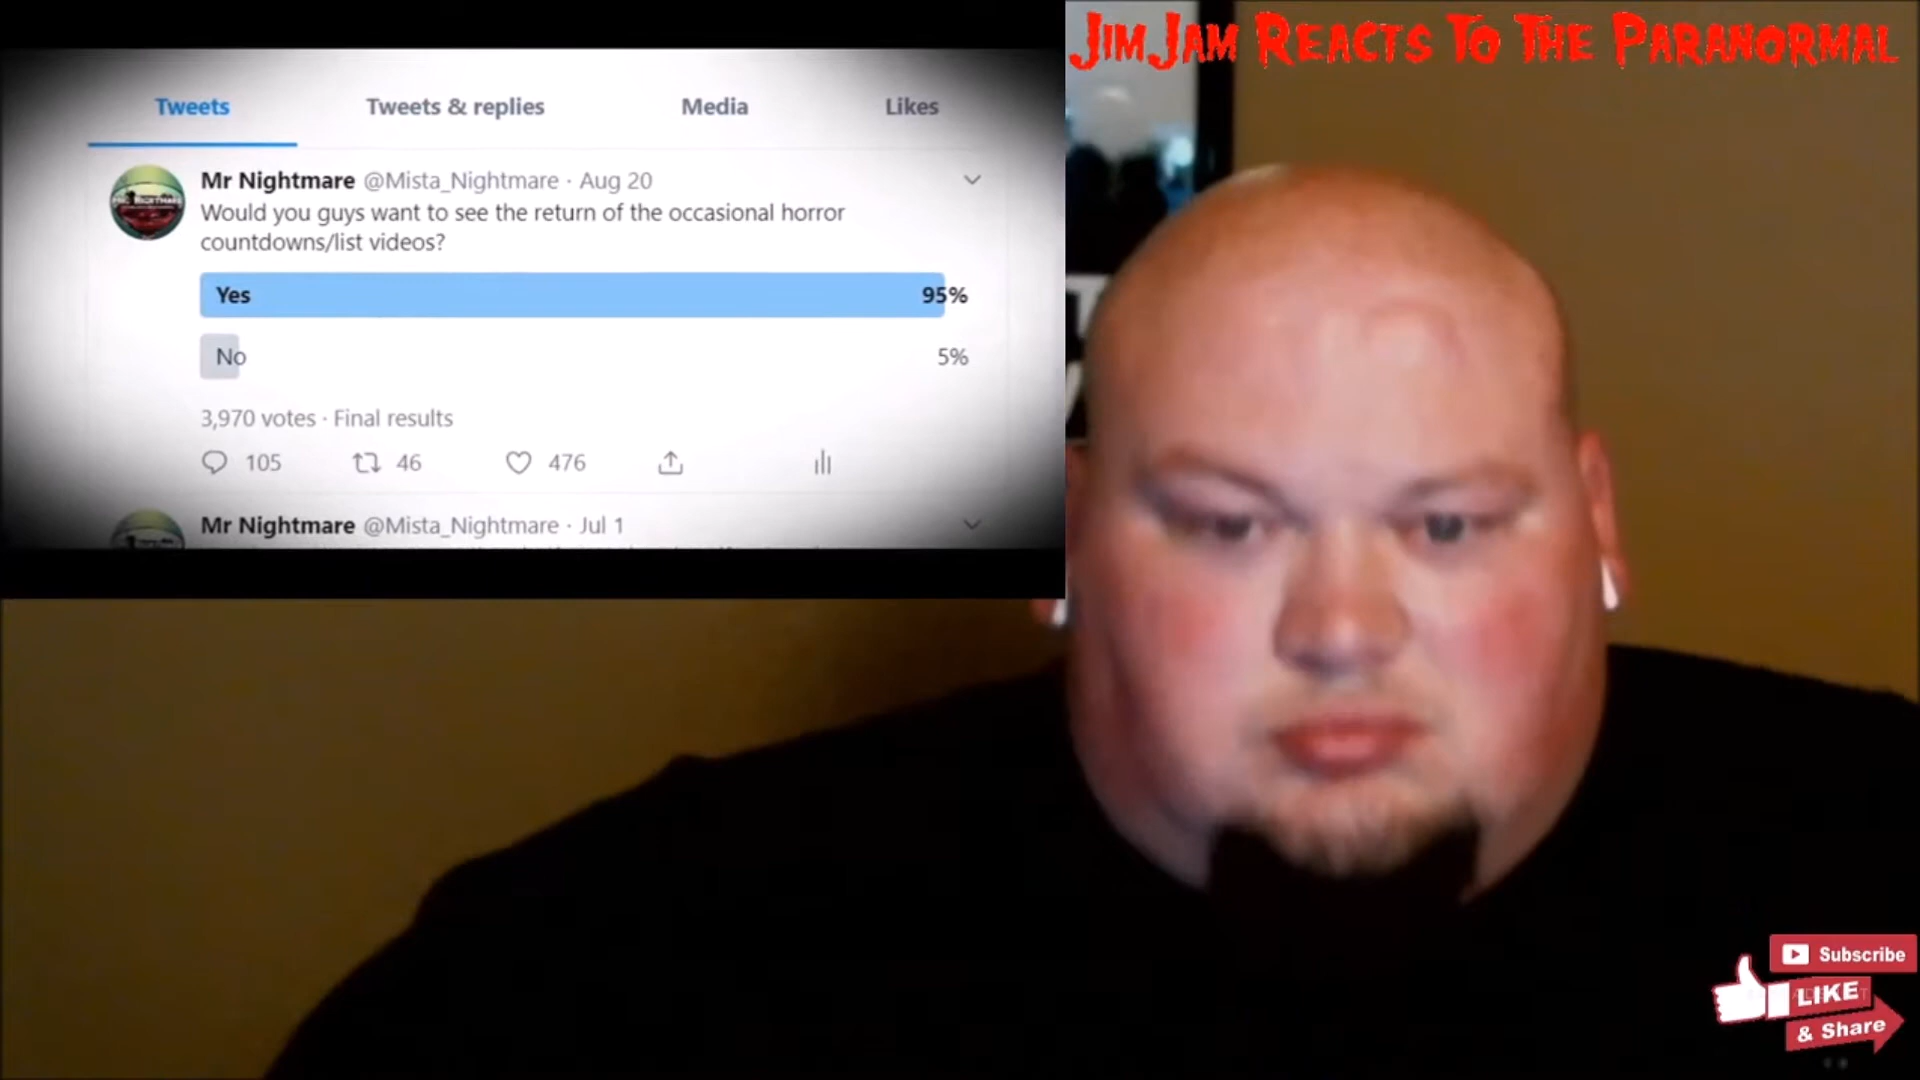 JimJam Reacts To The Paranormal
Tweets Tweets & replies Media Likes
Mr Nightmare @Mista_Nightmare · Aug 20
Would you guys want to see the return of the occasional horror
countdowns/list videos?
Yes 95%
No 5%
3,970 votes · Final results
105 46 476
Mr Nightmare @Mista_Nightmare · Jul 1
Subscribe
LIKE
& Share